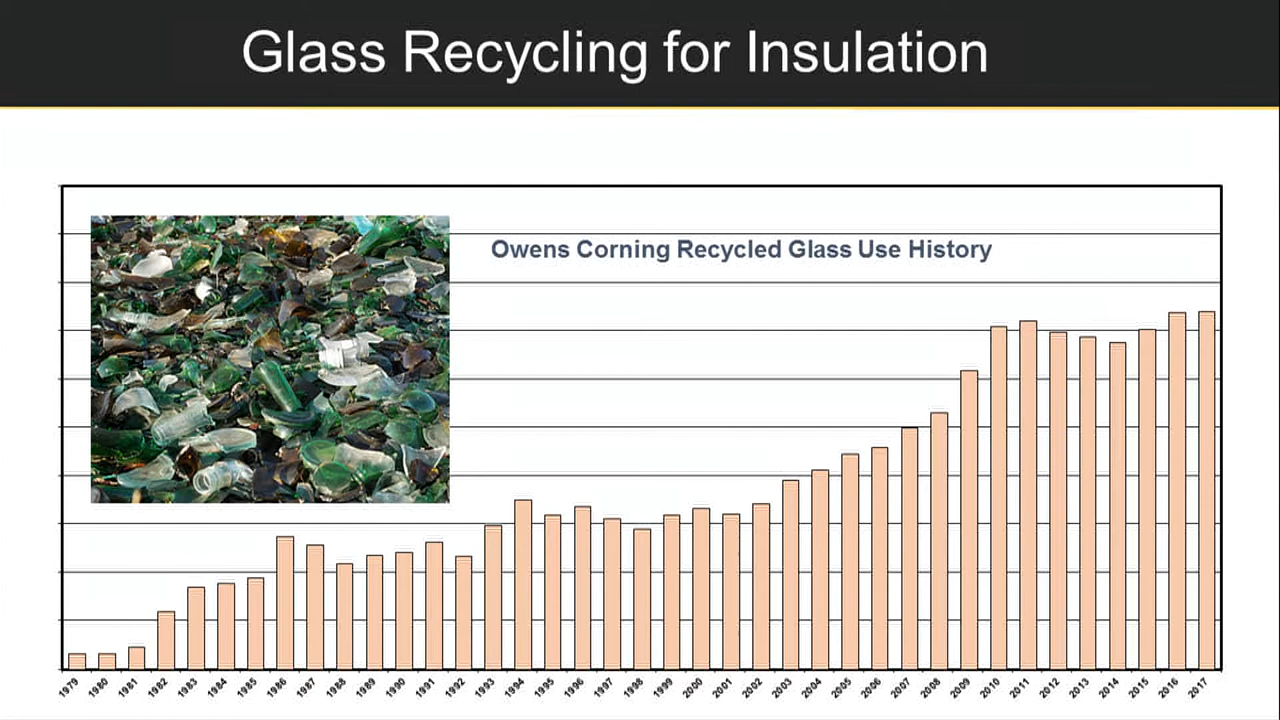 Glass Recycling for Insulation
Owens Corning Recycled Glass Use History
1979 1980 1981 1982 1983 1984 1985 1986 1987 1988 1989 1990 1991 1992 1993 1994 1995 1996 1997 1998 1999 2000 2001 2002 2003 2004 2005 2006 2007 2008 2009 2010 2011 2012 2013 2014 2015 2016 2017